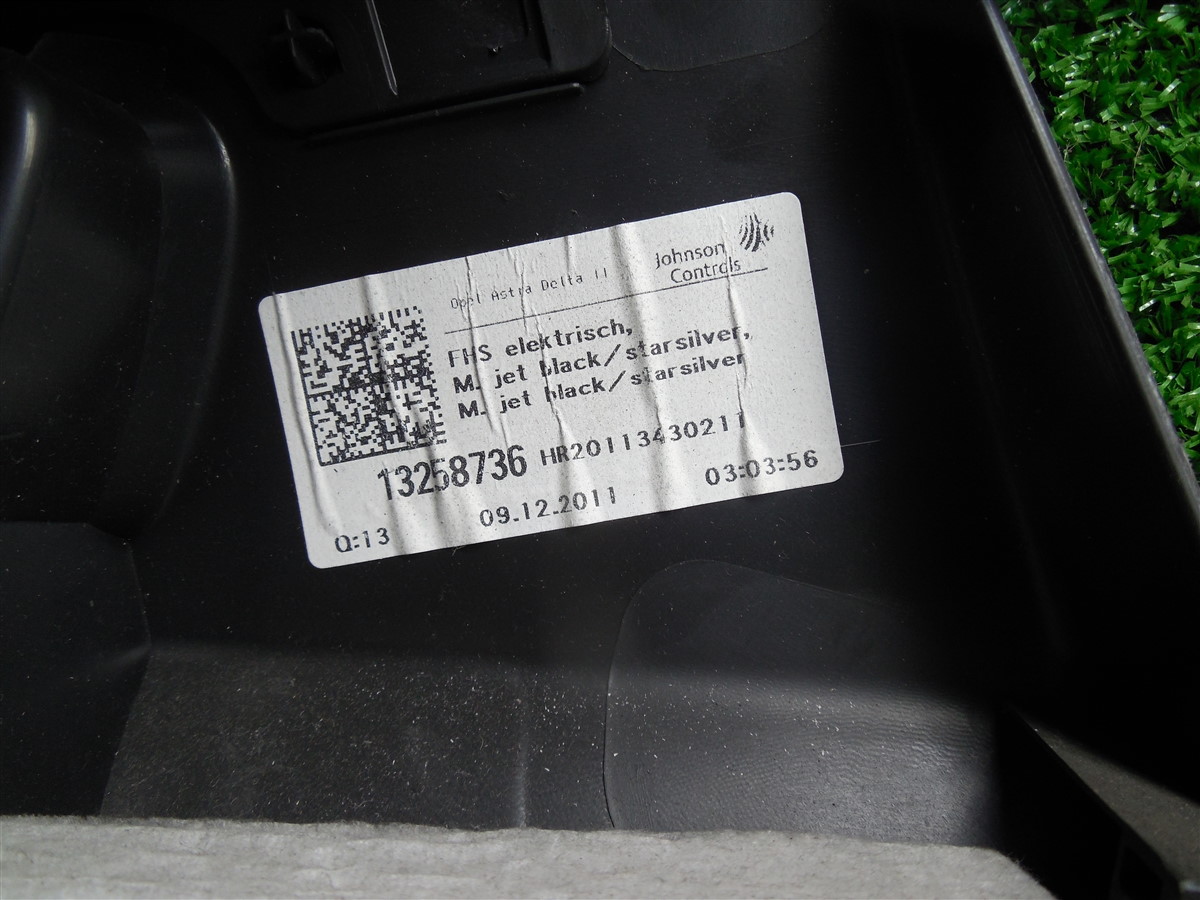 Opel Astra Delta II
Johnson
Controls
FHS elektrisch,
M. jet black/starsilver,
M. jet black/starsilver
13258736 HR20113430211
Q:13 09.12.2011 03:03:56